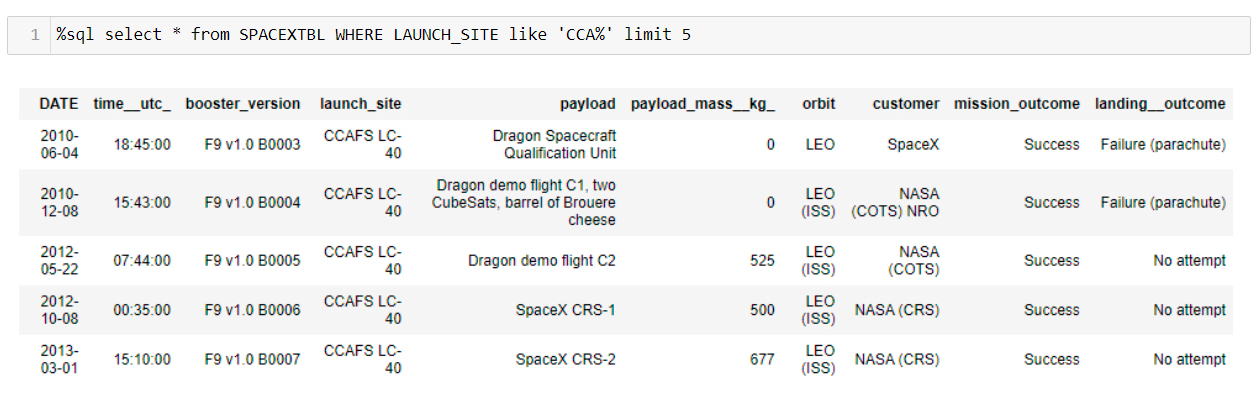 1 %sql select * from SPACEXTBL WHERE LAUNCH_SITE like 'CCA%' limit 5
DATE time__utc_ booster_version launch_site payload payload_mass__kg_ orbit customer mission_outcome landing__outcome
2010-06-04 18:45:00 F9 v1.0 B0003 CCAFS LC-40 Dragon Spacecraft Qualification Unit 0 LEO SpaceX Success Failure (parachute)
2010-12-08 15:43:00 F9 v1.0 B0004 CCAFS LC-40 Dragon demo flight C1, two CubeSats, barrel of Brouere cheese 0 LEO (ISS) NASA (COTS) NRO Success Failure (parachute)
2012-05-22 07:44:00 F9 v1.0 B0005 CCAFS LC-40 Dragon demo flight C2 525 LEO (ISS) NASA (COTS) Success No attempt
2012-10-08 00:35:00 F9 v1.0 B0006 CCAFS LC-40 SpaceX CRS-1 500 LEO (ISS) NASA (CRS) Success No attempt
2013-03-01 15:10:00 F9 v1.0 B0007 CCAFS LC-40 SpaceX CRS-2 677 LEO (ISS) NASA (CRS) Success No attempt